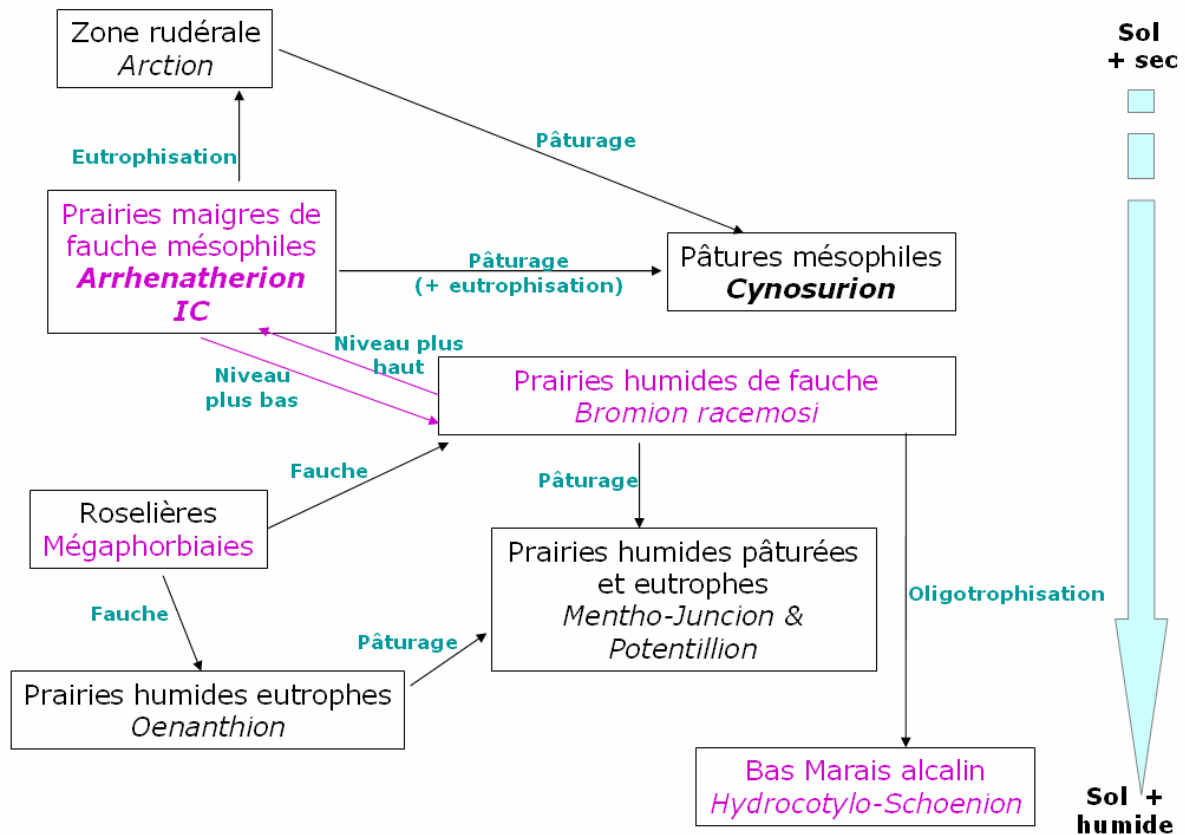 Zone rudérale
Arction
Sol
+ sec
Pâturage
Eutrophisation
Prairies maigres de
fauche mésophiles
Arrhenatherion
IC
Pâturage
(+ eutrophisation)
Pâtures mésophiles
Cynosurion
Niveau plus
haut
Niveau
plus bas
Prairies humides de fauche
Bromion racemosi
Fauche
Pâturage
Roselières
Mégaphorbiaies
Prairies humides pâturées
et eutrophes
Mentho-Juncion &
Potentillion
Oligotrophisation
Fauche
Pâturage
Prairies humides eutrophes
Oenanthion
Bas Marais alcalin
Hydrocotylo-Schoenion
Sol +
humide